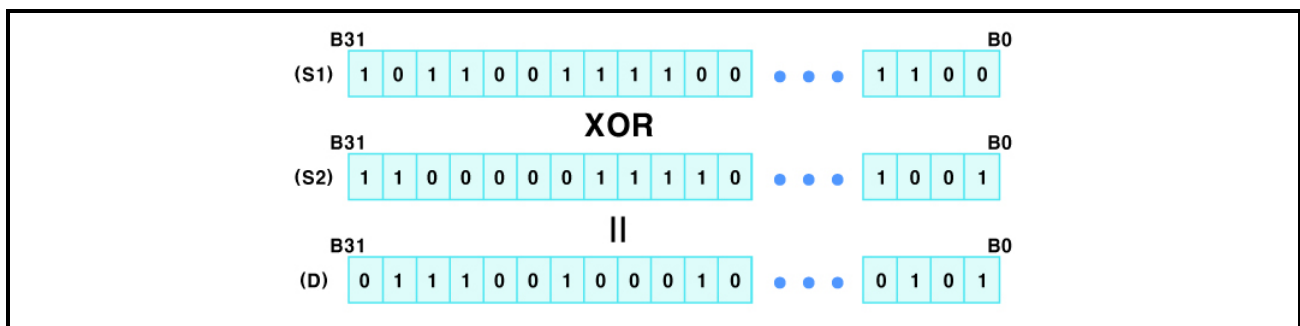 B31 B0
(S1) 1 0 1 1 0 0 1 1 1 1 0 0 ● ● ● 1 1 0 0
XOR
B31 B0
(S2) 1 1 0 0 0 0 0 1 1 1 1 0 ● ● ● 1 0 0 1
||
B31 B0
(D) 0 1 1 1 0 0 1 0 0 0 1 0 ● ● ● 0 1 0 1